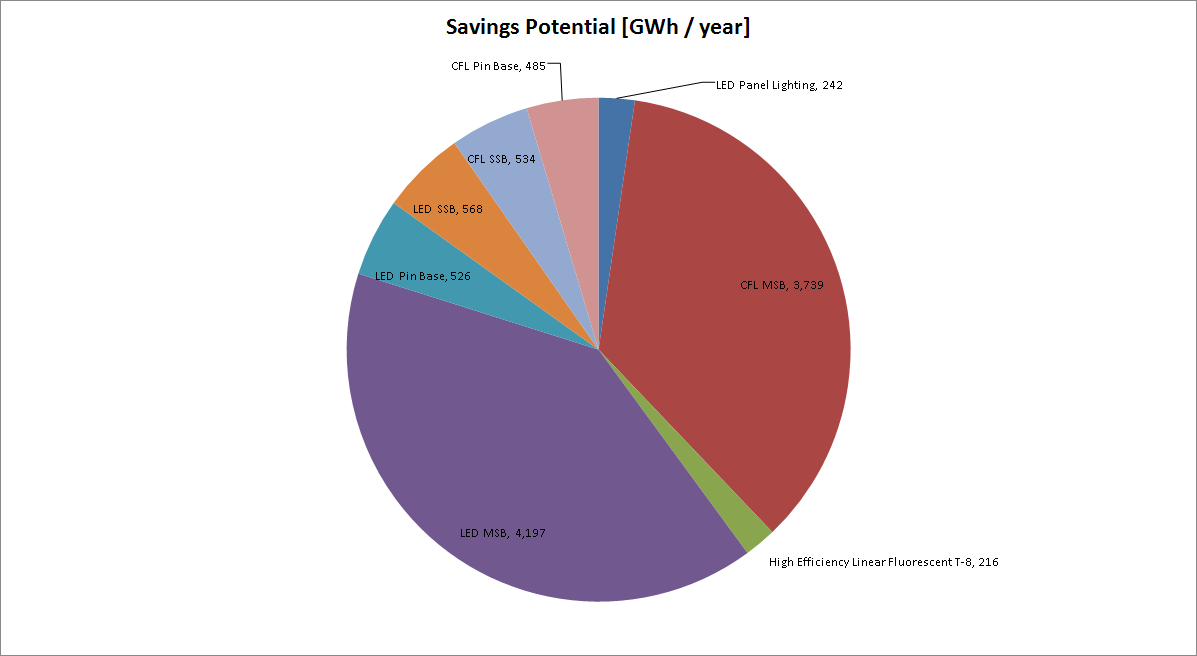 Savings Potential [GWh / year]
CFL Pin Base, 485
LED Panel Lighting, 242
CFL SSB, 534
LED SSB, 568
LED Pin Base, 526
CFL MSB, 3,739
LED MSB, 4,197
High Efficiency Linear Fluorescent T-8, 216